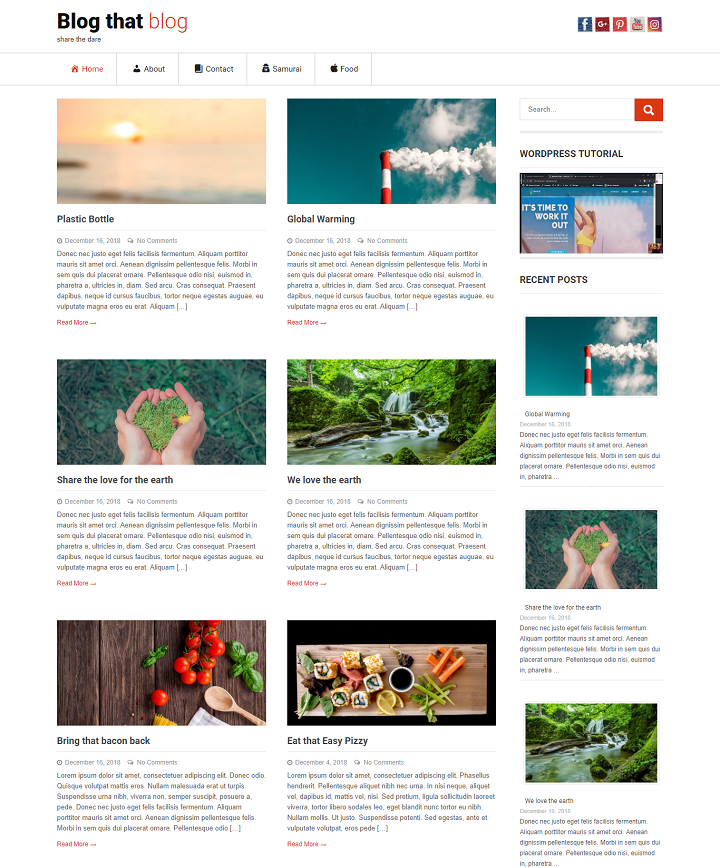 Blog that blog
share the dare
Home
About
Contact
Samurai
Food
Plastic Bottle
December 16, 2018 No Comments
Donec nec justo eget felis facilisis fermentum. Aliquam porttitor
mauris sit amet orci. Aenean dignissim pellentesque felis. Morbi in
sem quis dui placerat ornare. Pellentesque odio nisi, euismod in,
pharetra a, ultricies in, diam. Sed arcu. Cras consequat. Praesent
dapibus, neque id cursus faucibus, tortor neque egestas auguae, eu
vulputate magna eros eu erat. Aliquam […]
Read More
Global Warming
December 16, 2018 No Comments
Donec nec justo eget felis facilisis fermentum. Aliquam porttitor
mauris sit amet orci. Aenean dignissim pellentesque felis. Morbi in
sem quis dui placerat ornare. Pellentesque odio nisi, euismod in,
pharetra a, ultricies in, diam. Sed arcu. Cras consequat. Praesent
dapibus, neque id cursus faucibus, tortor neque egestas auguae, eu
vulputate magna eros eu erat. Aliquam […]
Read More
Share the love for the earth
December 16, 2018 No Comments
Donec nec justo eget felis facilisis fermentum. Aliquam porttitor
mauris sit amet orci. Aenean dignissim pellentesque felis. Morbi in
sem quis dui placerat ornare. Pellentesque odio nisi, euismod in,
pharetra a, ultricies in, diam. Sed arcu. Cras consequat. Praesent
dapibus, neque id cursus faucibus, tortor neque egestas auguae, eu
vulputate magna eros eu erat. Aliquam […]
Read More
We love the earth
December 16, 2018 No Comments
Donec nec justo eget felis facilisis fermentum. Aliquam porttitor
mauris sit amet orci. Aenean dignissim pellentesque felis. Morbi in
sem quis dui placerat ornare. Pellentesque odio nisi, euismod in,
pharetra a, ultricies in, diam. Sed arcu. Cras consequat. Praesent
dapibus, neque id cursus faucibus, tortor neque egestas auguae, eu
vulputate magna eros eu erat. Aliquam […]
Read More
Bring that bacon back
December 16, 2018 No Comments
Lorem ipsum dolor sit amet, consectetuer adipiscing elit. Donec odio.
Quisque volutpat mattis eros. Nullam malesuada erat ut turpis.
Suspendisse urna nibh, viverra non, semper suscipit, posuere a,
pede. Donec nec justo eget felis facilisis fermentum. Aliquam
porttitor mauris sit amet orci. Aenean dignissim pellentesque felis.
Morbi in sem quis dui placerat ornare. Pellentesque odio […]
Read More
Eat that Easy Pizzy
December 4, 2018 No Comments
Lorem ipsum dolor sit amet, consectetuer adipiscing elit. Phasellus
hendrerit. Pellentesque aliquet nibh nec urna. In nisi neque, aliquet
vel, dapibus id, mattis vel, nisi. Sed pretium, ligula sollicitudin laoreet
viverra, tortor libero sodales leo, eget blandit nunc tortor eu nibh.
Nullam mollis. Ut justo. Suspendisse potenti. Sed egestas, ante et
vulputate volutpat, eros pede […]
Read More
Search...
WORDPRESS TUTORIAL
IT'S TIME TO
WORK IT
OUT
RECENT POSTS
Global Warming
December 16, 2018
Donec nec justo eget felis facilisis fermentum.
Aliquam porttitor mauris sit amet orci. Aenean
dignissim pellentesque felis. Morbi in sem quis dui
placerat ornare. Pellentesque odio nisi, euismod
in, pharetra ...
Share the love for the earth
December 16, 2018
Donec nec justo eget felis facilisis fermentum.
Aliquam porttitor mauris sit amet orci. Aenean
dignissim pellentesque felis. Morbi in sem quis dui
placerat ornare. Pellentesque odio nisi, euismod
in, pharetra ...
We love the earth
December 16, 2018
Donec nec justo eget felis facilisis fermentum.
Aliquam porttitor mauris sit amet orci. Aenean
dignissim pellentesque felis. Morbi in sem quis dui
placerat ornare. Pellentesque odio nisi, euismod
in, pharetra ...